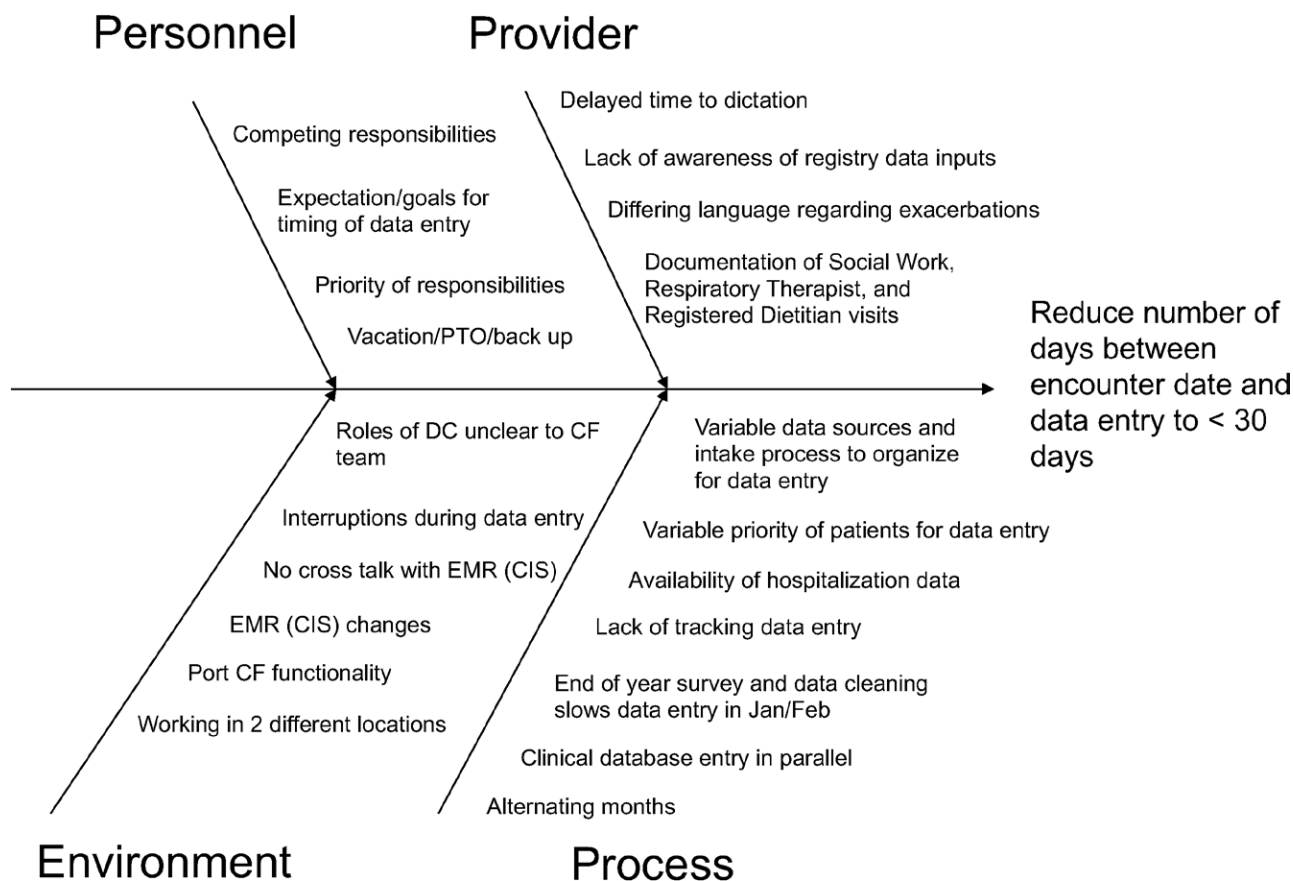 Personnel
Provider
Competing responsibilities
Expectation/goals for
timing of data entry
Priority of responsibilities
Vacation/PTO/back up
Delayed time to dictation
Lack of awareness of registry data inputs
Differing language regarding exacerbations
Documentation of Social Work,
Respiratory Therapist, and
Registered Dietitian visits
Reduce number of
days between
encounter date and
data entry to < 30
days
Roles of DC unclear to CF
team
Interruptions during data entry
No cross talk with EMR (CIS)
EMR (CIS) changes
Port CF functionality
Working in 2 different locations
Variable data sources and
intake process to organize
for data entry
Variable priority of patients for data entry
Availability of hospitalization data
Lack of tracking data entry
End of year survey and data cleaning
slows data entry in Jan/Feb
Clinical database entry in parallel
Alternating months
Environment
Process